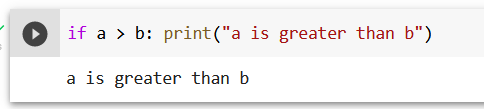 if a > b: print("a is greater than b")
a is greater than b